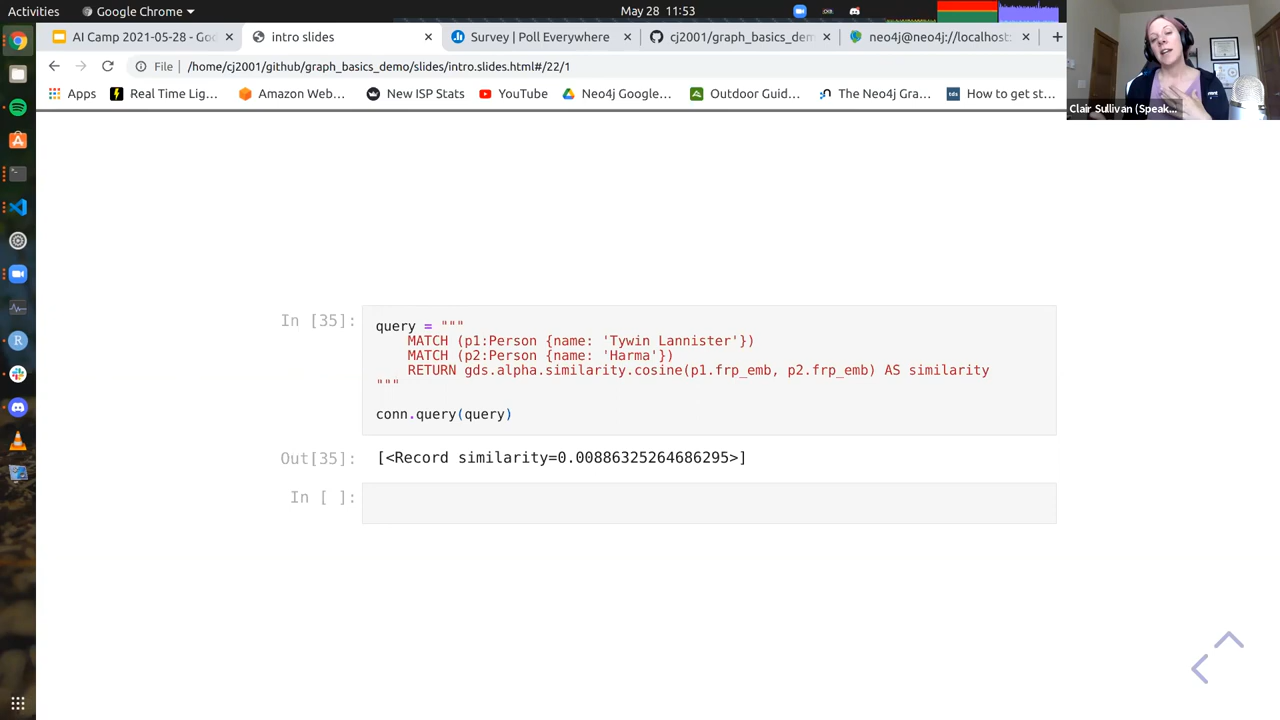 Activities
Google Chrome
May 28 11:53
AI Camp 2021-05-28 - Goo
intro slides
Survey | Poll Everywhere
cj2001/graph_basics_dem
neo4j@neo4j://localhost:
File
/home/cj2001/github/graph_basics_demo/slides/intro.slides.html#/22/1
Apps
Real Time Lig...
Amazon Web...
New ISP Stats
YouTube
Neo4j Google...
Outdoor Guid...
The Neo4j Gra...
How to get st...
Clair Sullivan (Speak...
In [35]:
query = """
MATCH (p1:Person {name: 'Tywin Lannister'})
MATCH (p2:Person {name: 'Harma'})
RETURN gds.alpha.similarity.cosine(p1.frp_emb, p2.frp_emb) AS similarity
"""
conn.query(query)
Out[35]:
[<Record similarity=0.00886325264686295>]
In [ ]: